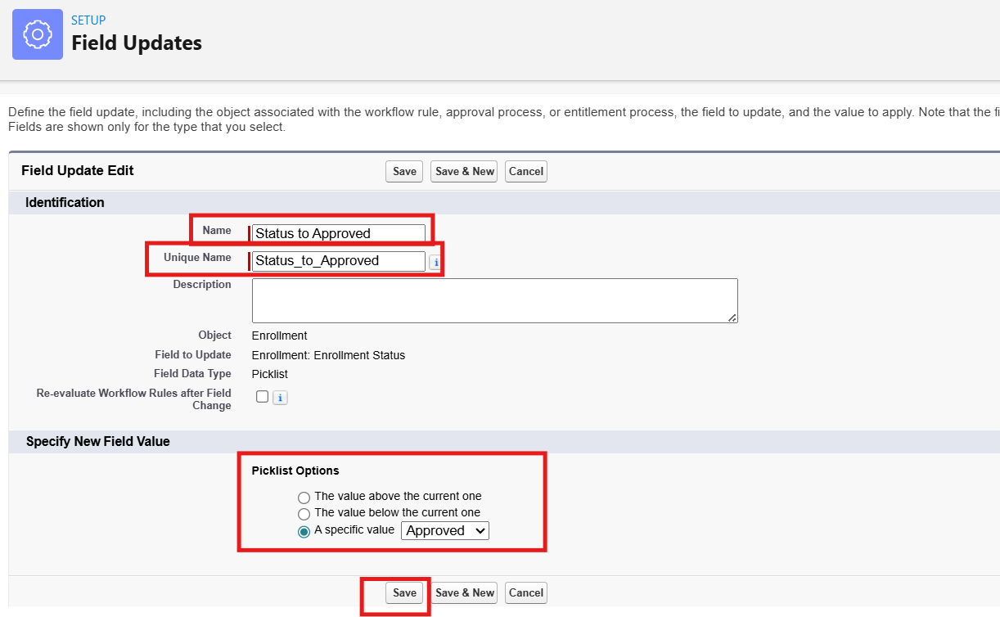 SETUP
Field Updates
Define the field update, including the object associated with the workflow rule, approval process, or entitlement process, the field to update, and the value to apply. Note that the
Fields are shown only for the type that you select.
Field Update Edit
Save Save & New Cancel
Identification
Name Status to Approved
Unique Name Status_to_Approved i
Description
Object Enrollment
Field to Update Enrollment: Enrollment Status
Field Data Type Picklist
Re-evaluate Workflow Rules after Field
Change i
Specify New Field Value
Picklist Options
The value above the current one
The value below the current one
A specific value Approved
Save Save & New Cancel